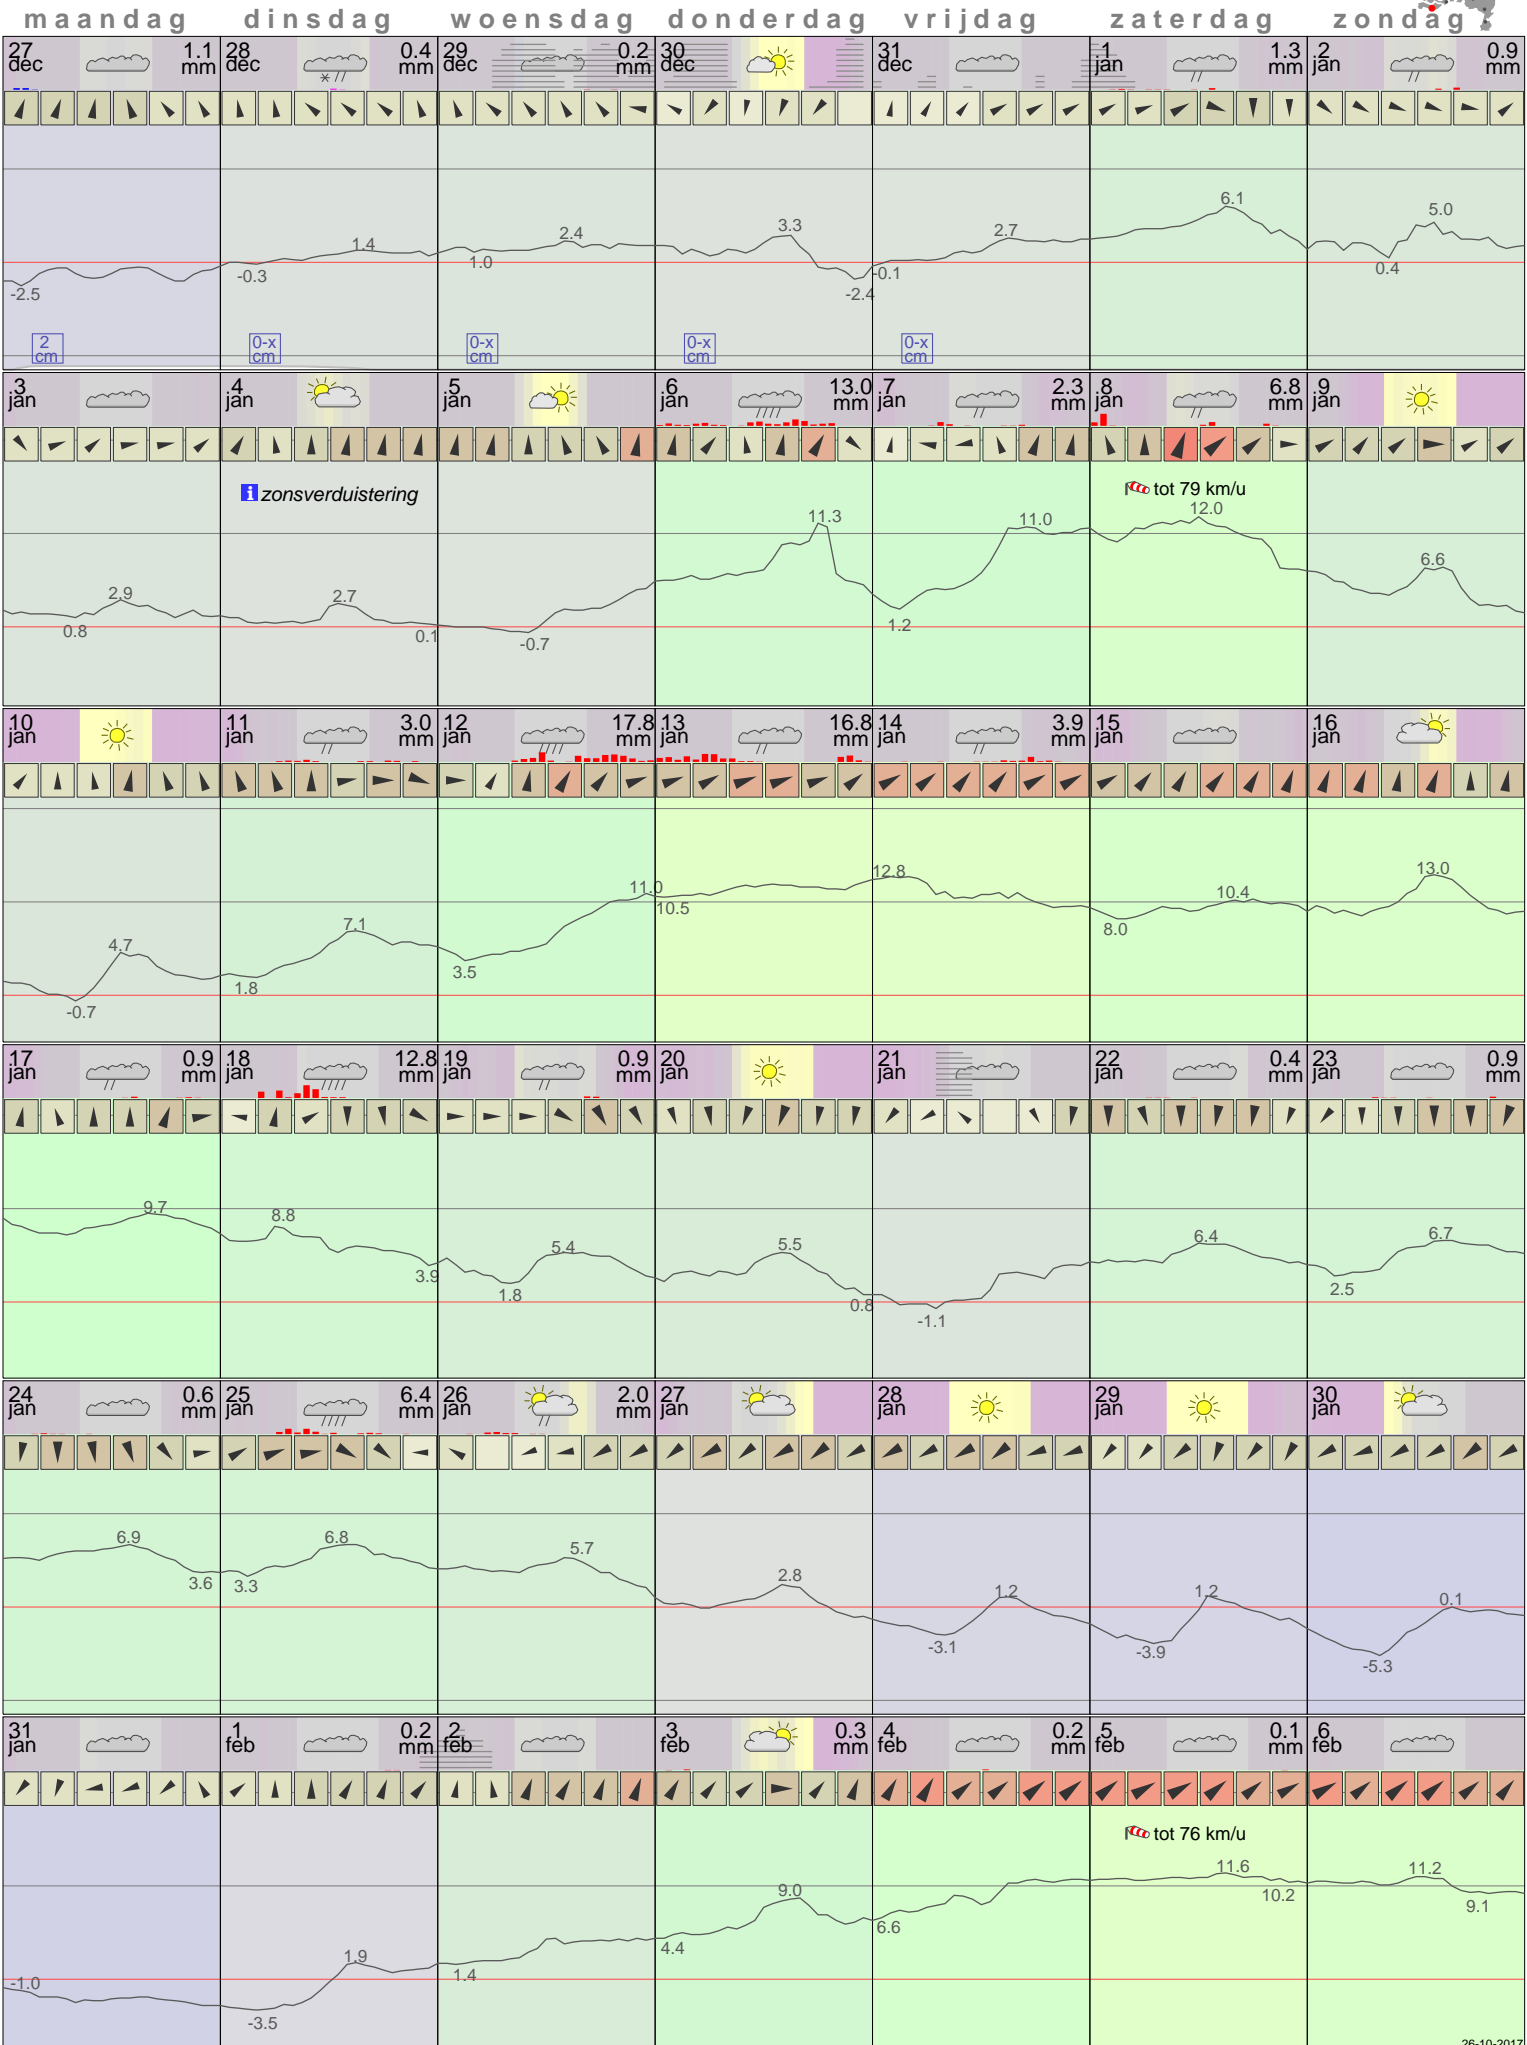 maandag dinsdag woensdag donderdag vrijdag zaterdag zondag
27 dec 1.1 mm 28 dec 0.4 mm 29 dec 0.2 mm 30 dec 31 dec 1 jan 1.3 mm 2 jan 0.9 mm
-2.5 -0.3 1.4 1.0 2.4 3.3 -2.4 -0.1 2.7 6.1 0.4 5.0
2 cm 0-x cm 0-x cm 0-x cm 0-x cm
3 jan 4 jan 5 jan 6 jan 13.0 mm 7 jan 2.3 mm 8 jan 6.8 mm 9 jan
i zonsverduistering tot 79 km/u
0.8 2.9 2.7 0.1 -0.7 11.3 1.2 11.0 12.0 6.6
10 jan 11 jan 3.0 mm 12 jan 17.8 mm 13 jan 16.8 mm 14 jan 3.9 mm 15 jan 16 jan
-0.7 4.7 1.8 7.1 3.5 11.0 10.5 12.8 8.0 10.4 13.0
17 jan 0.9 mm 18 jan 12.8 mm 19 jan 0.9 mm 20 jan 21 jan 22 jan 0.4 mm 23 jan 0.9 mm
9.7 8.8 3.9 1.8 5.4 5.5 0.8 -1.1 6.4 2.5 6.7
24 jan 0.6 mm 25 jan 6.4 mm 26 jan 2.0 mm 27 jan 28 jan 29 jan 30 jan
6.9 3.6 3.3 6.8 5.7 2.8 -3.1 1.2 -3.9 1.2 -5.3 0.1
31 jan 1 feb 0.2 mm 2 feb 3 feb 0.3 mm 4 feb 0.2 mm 5 feb 0.1 mm 6 feb
tot 76 km/u
-1.0 -3.5 1.9 1.4 4.4 9.0 6.6 11.6 10.2 11.2 9.1
26-10-2017